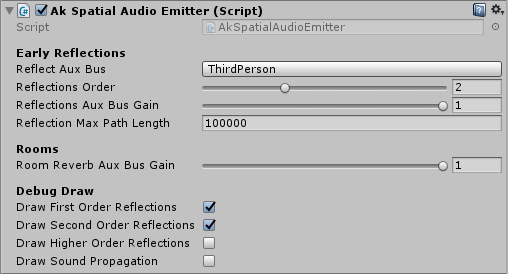 Ak Spatial Audio Emitter (Script)
Script AkSpatialAudioEmitter
Early Reflections
Reflect Aux Bus ThirdPerson
Reflections Order 2
Reflections Aux Bus Gain 1
Reflection Max Path Length 100000
Rooms
Room Reverb Aux Bus Gain 1
Debug Draw
Draw First Order Reflections
Draw Second Order Reflections
Draw Higher Order Reflections
Draw Sound Propagation